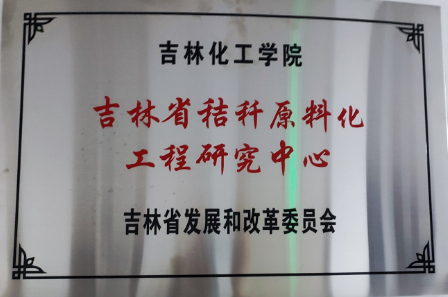 吉林化工学院
吉林省秸秆原料化
工程研究中心
吉林省发展和改革委员会